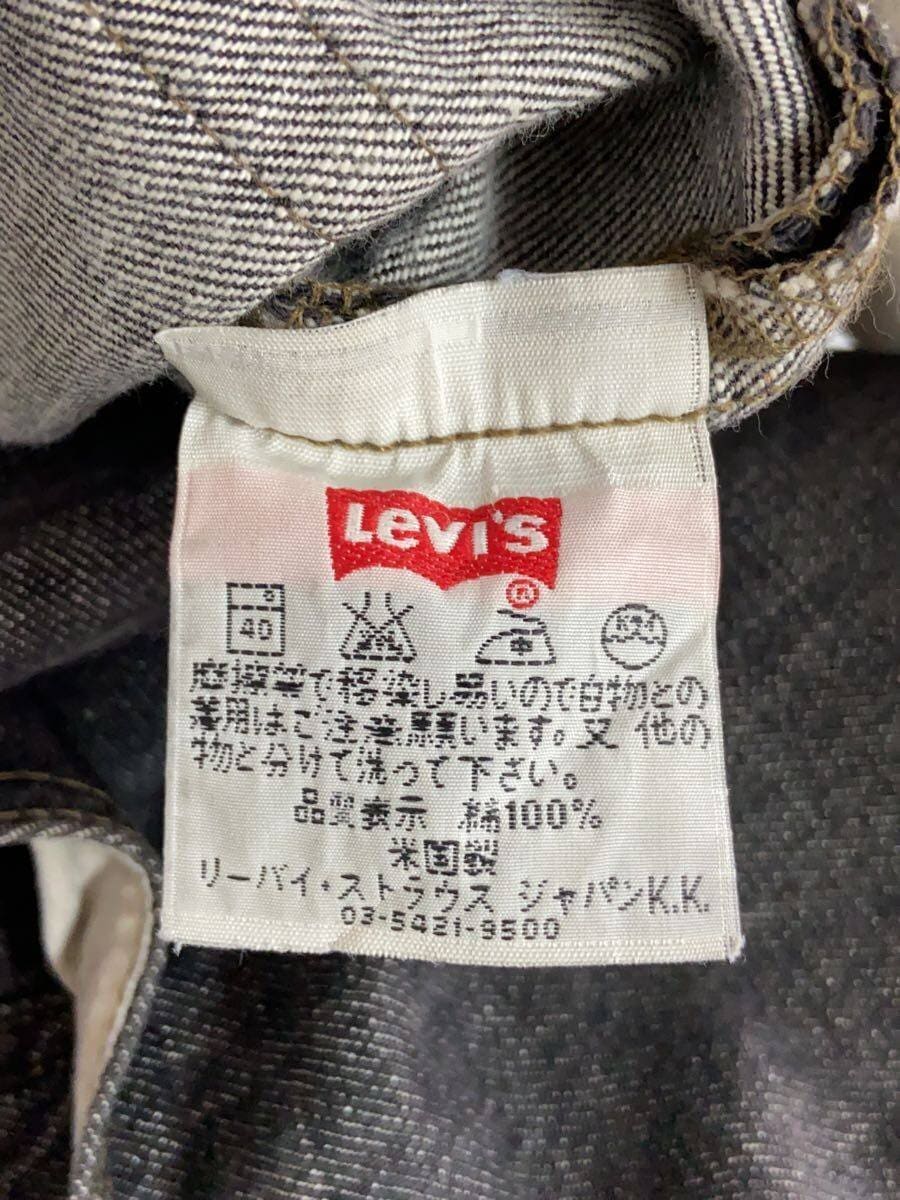 Levi's
®
40
摩擦等で移染し易いので白物との
着用はご注意願います。又 他の
物と分けて洗って下さい。
品質表示 綿100%
米国製
リーバイ・ストラウス ジャパンK.K.
03-5421-9500